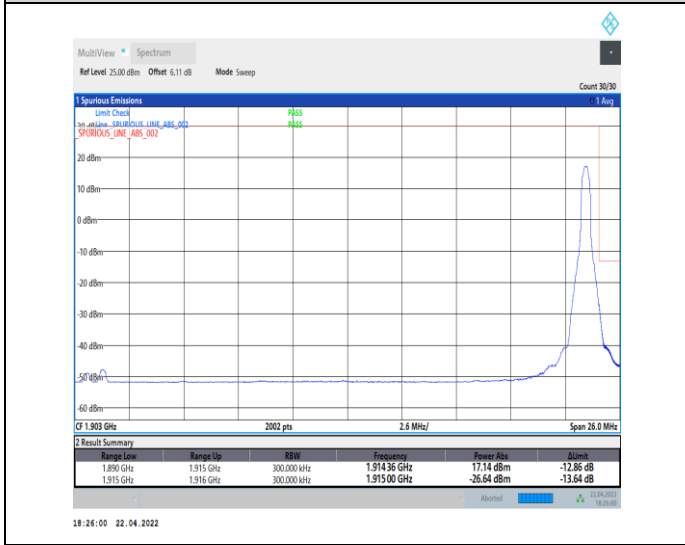 MultiView Spectrum
Ref Level 25.00 dBm Offset 6.11 dB Mode Sweep
Count 30/30
1 Spurious Emissions 1 Avg
Limit Check PASS
Line _SPURIOUS_LINE_ABS_002 PASS
_SPURIOUS_LINE_ABS_002
20 dBm
10 dBm
0 dBm
-10 dBm
-20 dBm
-30 dBm
-40 dBm
-50 dBm
-60 dBm
CF 1.903 GHz 2002 pts 2.6 MHz/ Span 26.0 MHz
2 Result Summary
Range Low Range Up RBW Frequency Power Abs ΔLimit
1.890 GHz 1.915 GHz 300.000 kHz 1.914 36 GHz 17.14 dBm -12.86 dB
1.915 GHz 1.916 GHz 300.000 kHz 1.915 00 GHz -26.64 dBm -13.64 dB
Aborted 22.04.2022
18:26:00
18:26:00 22.04.2022